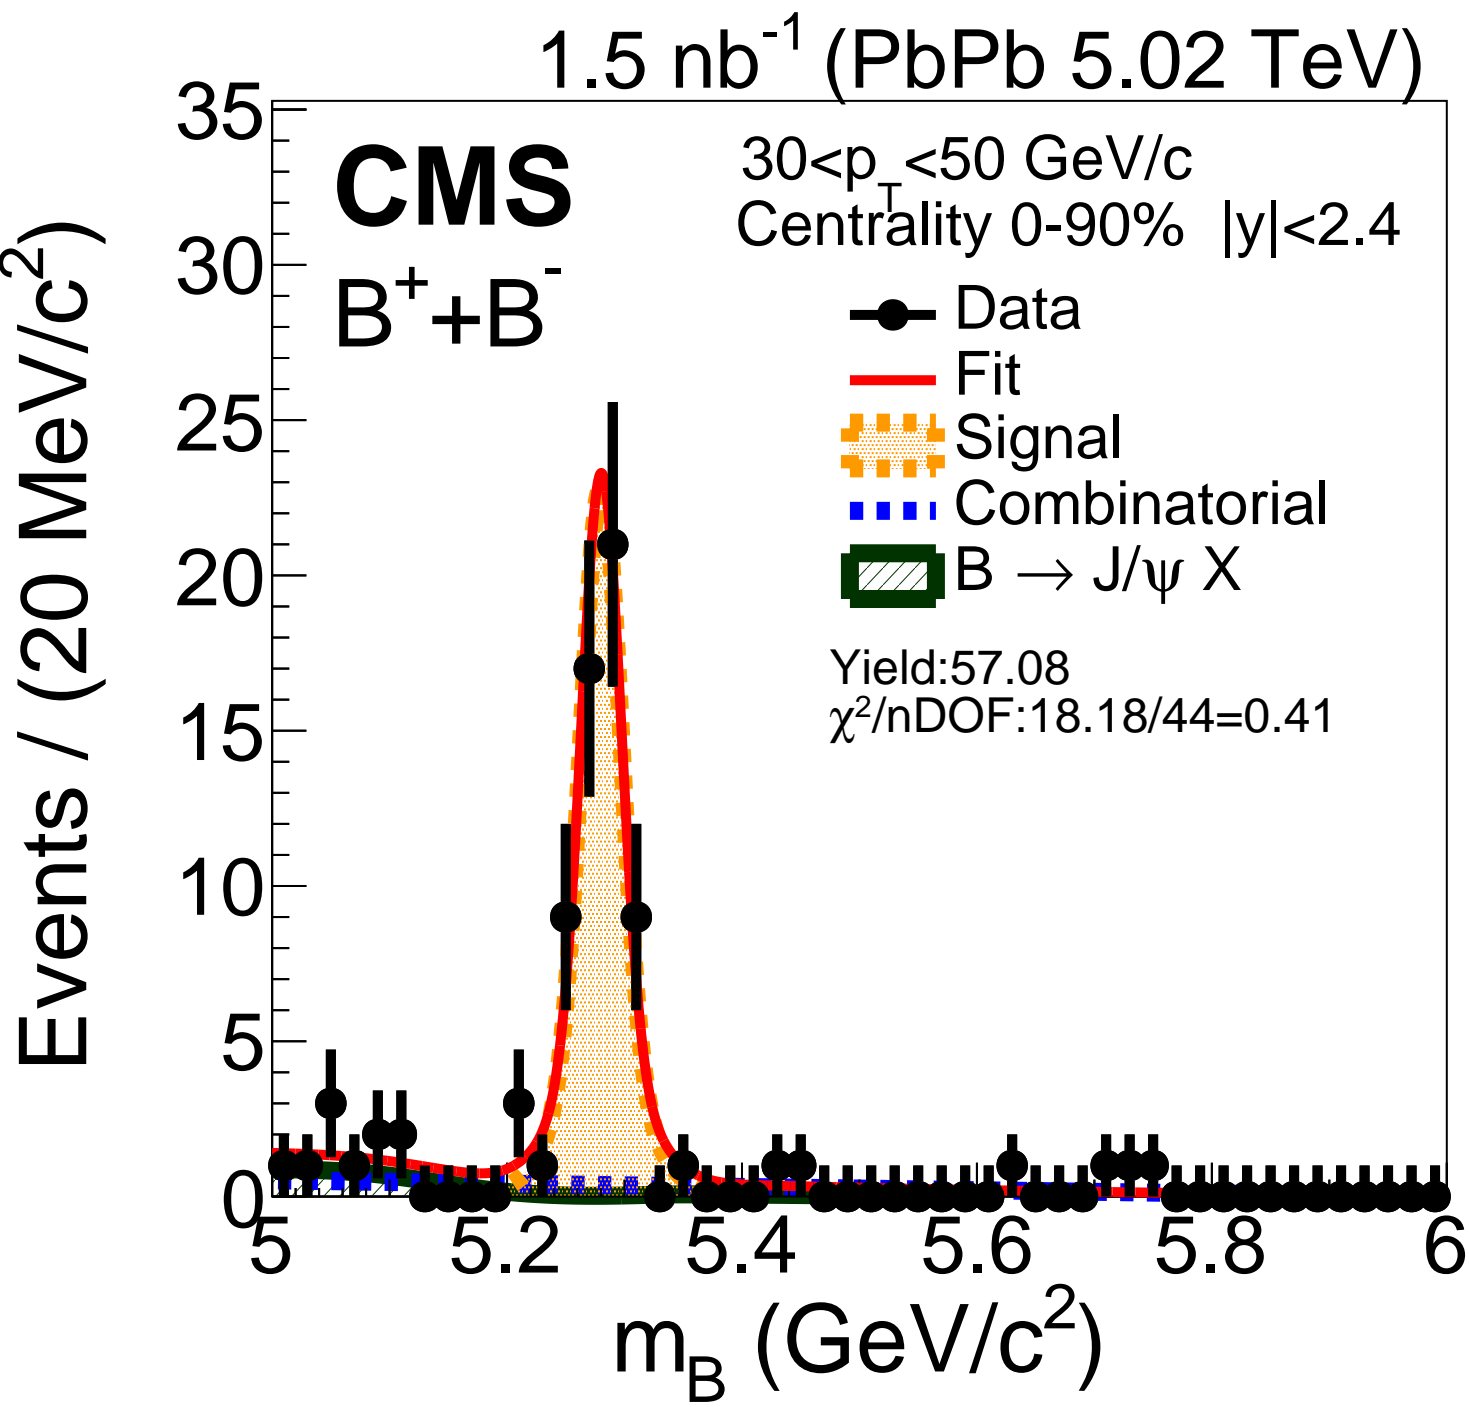 1.5 nb⁻¹ (PbPb 5.02 TeV)
CMS
B⁺+B⁻
30<p_T<50 GeV/c
Centrality 0-90% |y|<2.4
Data
Fit
Signal
Combinatorial
B → J/ψ X
Yield:57.08
χ²/nDOF:18.18/44=0.41
Events / (20 MeV/c²)
35
30
25
20
15
10
5
0
5 5.2 5.4 5.6 5.8 6
m_B (GeV/c²)